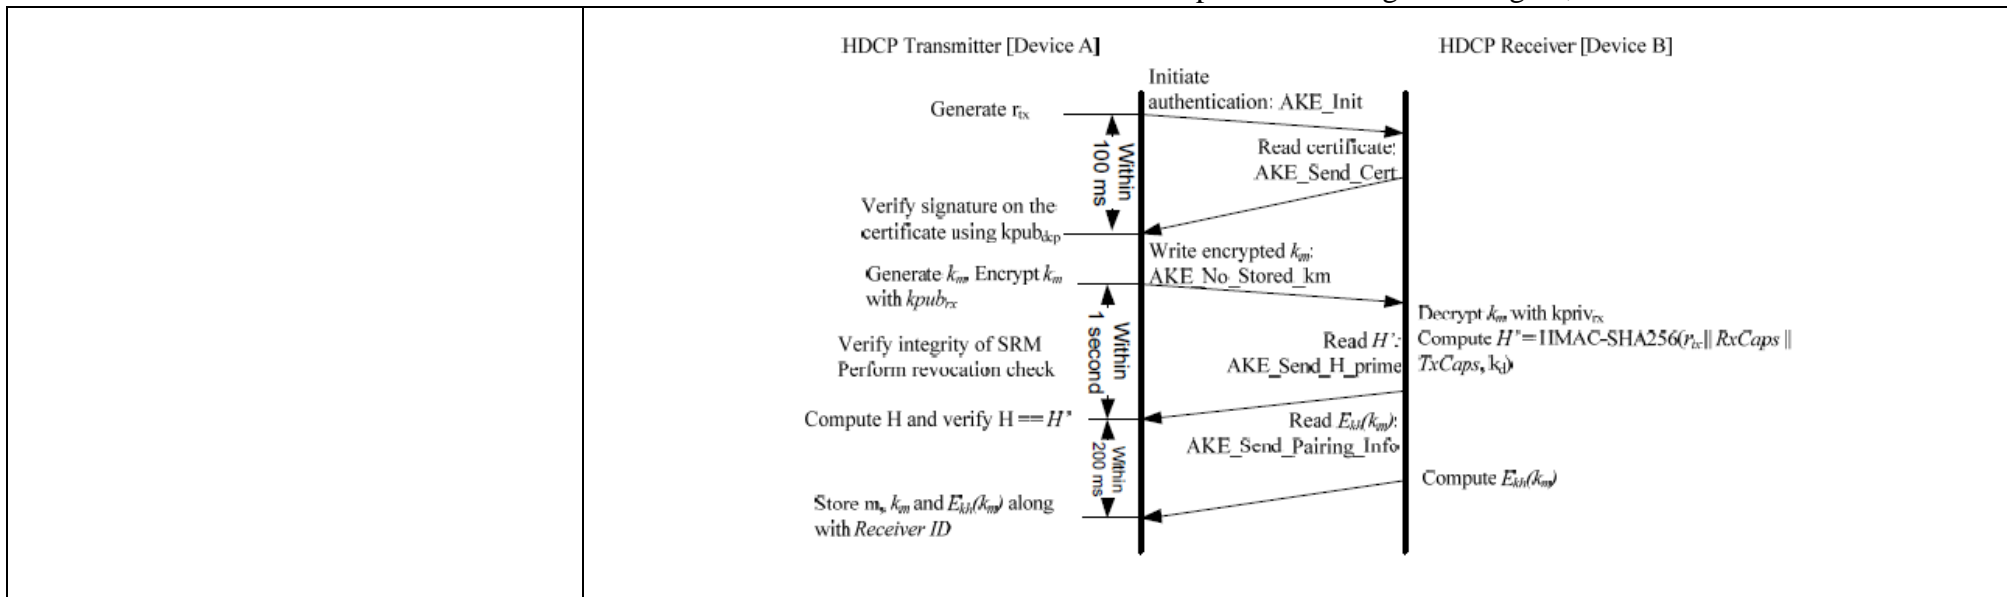 HDCP Transmitter [Device A]
HDCP Receiver [Device B]
Initiate
authentication: AKE_Init
Generate rtx
Within
100 ms
Read certificate:
AKE_Send_Cert
Verify signature on the
certificate using kpubdcp
Write encrypted km:
AKE_No_Stored_km
Generate km, Encrypt km
with kpubrx
Within
1 second
Decrypt km with kprivrx
Compute H'=HMAC-SHA256(rtx || RxCaps ||
TxCaps, kd)
Verify integrity of SRM
Perform revocation check
Read H':
AKE_Send_H_prime
Compute H and verify H == H'
Read Ekh(km):
AKE_Send_Pairing_Info
Within
200 ms
Compute Ekh(km)
Store m, km and Ekh(km) along
with Receiver ID